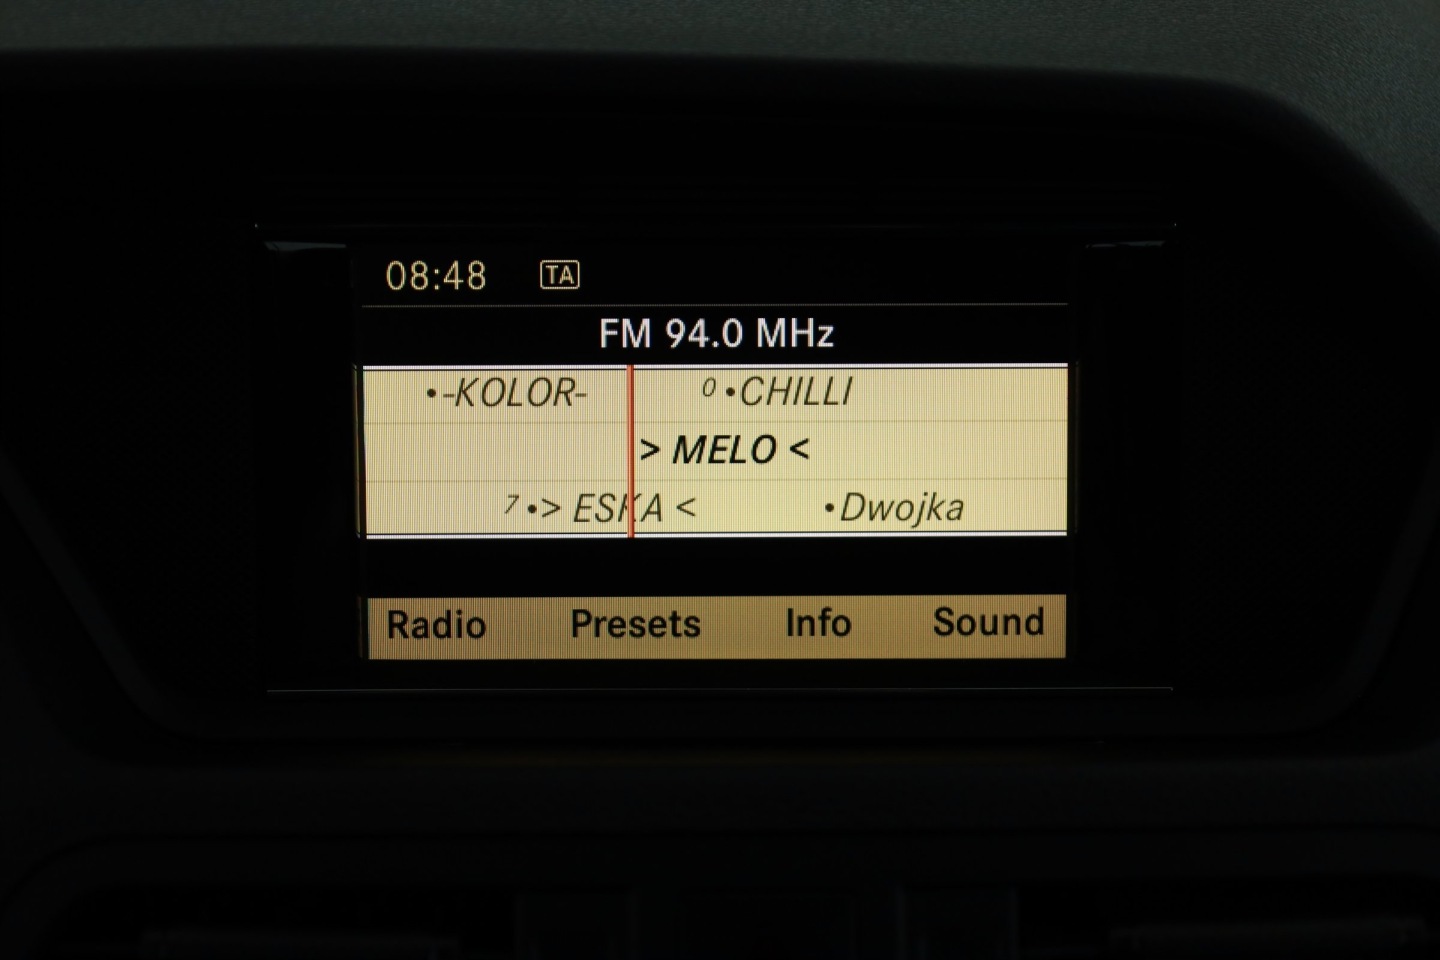 08:48 TA
FM 94.0 MHz
•-KOLOR- 0 •CHILLI
> MELO <
7 •> ESKA < •Dwojka
Radio Presets Info Sound